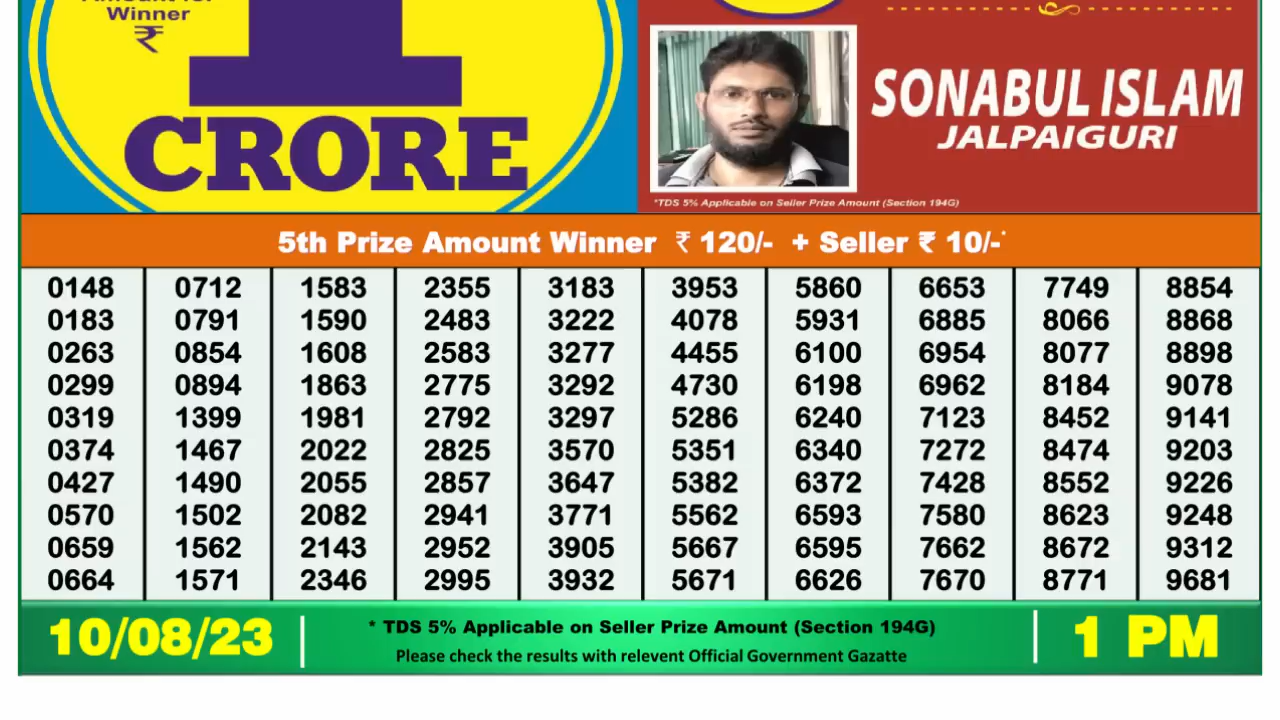 Amount for
Winner
₹
1
CRORE
SONABUL ISLAM
JALPAIGURI
*TDS 5% Applicable on Seller Prize Amount (Section 194G)
5th Prize Amount Winner ₹ 120/- + Seller ₹ 10/-*
0148 0712 1583 2355 3183 3953 5860 6653 7749 8854
0183 0791 1590 2483 3222 4078 5931 6885 8066 8868
0263 0854 1608 2583 3277 4455 6100 6954 8077 8898
0299 0894 1863 2775 3292 4730 6198 6962 8184 9078
0319 1399 1981 2792 3297 5286 6240 7123 8452 9141
0374 1467 2022 2825 3570 5351 6340 7272 8474 9203
0427 1490 2055 2857 3647 5382 6372 7428 8552 9226
0570 1502 2082 2941 3771 5562 6593 7580 8623 9248
0659 1562 2143 2952 3905 5667 6595 7662 8672 9312
0664 1571 2346 2995 3932 5671 6626 7670 8771 9681
10/08/23
* TDS 5% Applicable on Seller Prize Amount (Section 194G)
Please check the results with relevent Official Government Gazatte
1 PM